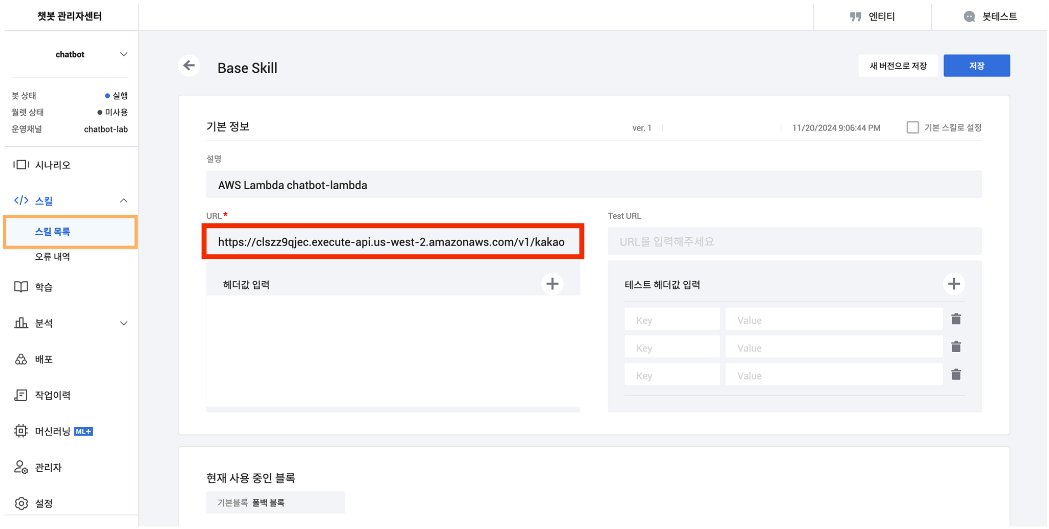 챗봇 관리자센터
엔티티
봇테스트
chatbot
봇 상태
실행
월렛 상태
미사용
운영채널
chatbot-lab
시나리오
</> 스킬
스킬 목록
오류 내역
학습
분석
배포
작업이력
머신러닝 ML+
관리자
설정
Base Skill
새 버전으로 저장
저장
기본 정보
ver. 1
11/20/2024 9:06:44 PM
기본 스킬로 설정
설명
AWS Lambda chatbot-lambda
URL*
Test URL
https://clszz9qjec.execute-api.us-west-2.amazonaws.com/v1/kakao
URL을 입력해주세요
헤더값 입력
테스트 헤더값 입력
Key Value
Key Value
Key Value
현재 사용 중인 블록
기본블록 폴백 블록